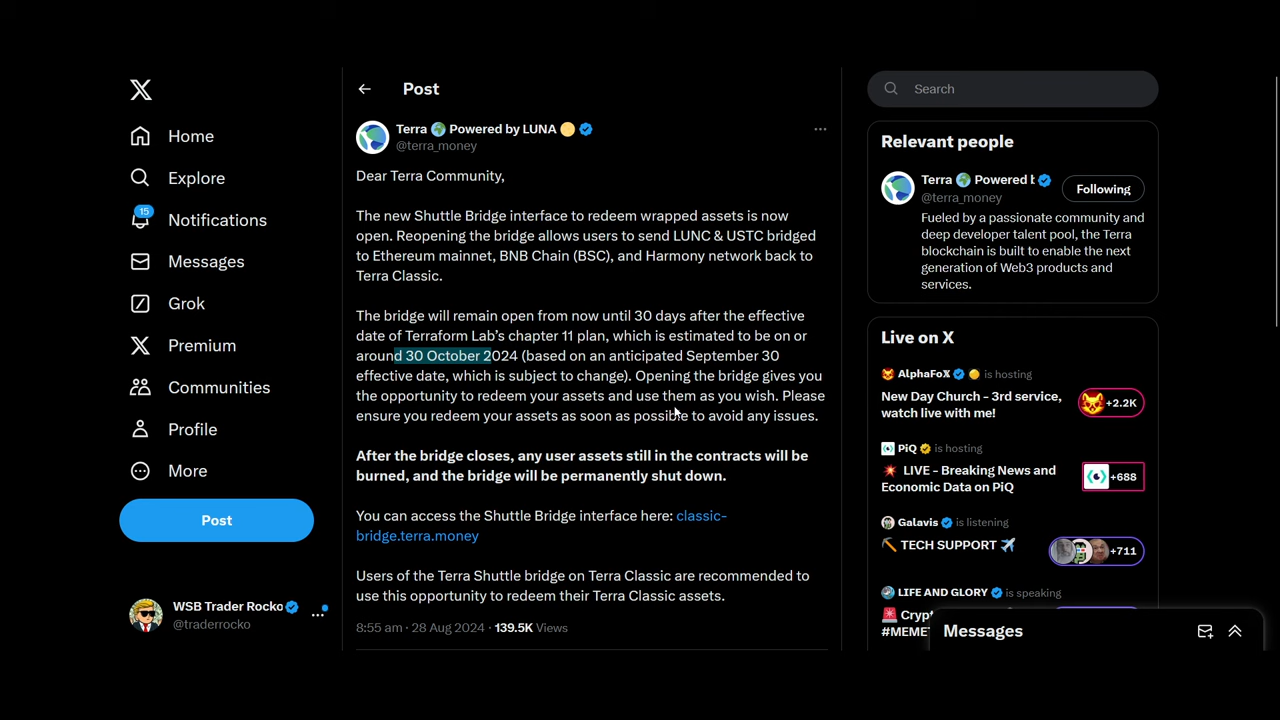 Home
Explore
15
Notifications
Messages
Grok
Premium
Communities
Profile
More
Post
WSB Trader Rocko
@traderrocko
Post
Terra 🌍 Powered by LUNA 🟡
@terra_money
Dear Terra Community,
The new Shuttle Bridge interface to redeem wrapped assets is now
open. Reopening the bridge allows users to send LUNC & USTC bridged
to Ethereum mainnet, BNB Chain (BSC), and Harmony network back to
Terra Classic.
The bridge will remain open from now until 30 days after the effective
date of Terraform Lab's chapter 11 plan, which is estimated to be on or
around 30 October 2024 (based on an anticipated September 30
effective date, which is subject to change). Opening the bridge gives you
the opportunity to redeem your assets and use them as you wish. Please
ensure you redeem your assets as soon as possible to avoid any issues.
After the bridge closes, any user assets still in the contracts will be
burned, and the bridge will be permanently shut down.
You can access the Shuttle Bridge interface here: classic-
bridge.terra.money
Users of the Terra Shuttle bridge on Terra Classic are recommended to
use this opportunity to redeem their Terra Classic assets.
8:55 am · 28 Aug 2024 · 139.5K Views
Search
Relevant people
Terra 🌍 Powered
@terra_money
Following
Fueled by a passionate community and
deep developer talent pool, the Terra
blockchain is built to enable the next
generation of Web3 products and
services.
Live on X
AlphaFoX is hosting
New Day Church - 3rd service,
watch live with me!
+2.2K
PiQ is hosting
💥 LIVE - Breaking News and
Economic Data on PiQ
+688
Galavis is listening
⛏️ TECH SUPPORT ✈️
+711
LIFE AND GLORY is speaking
🚨 Cryp
#MEMET
Messages